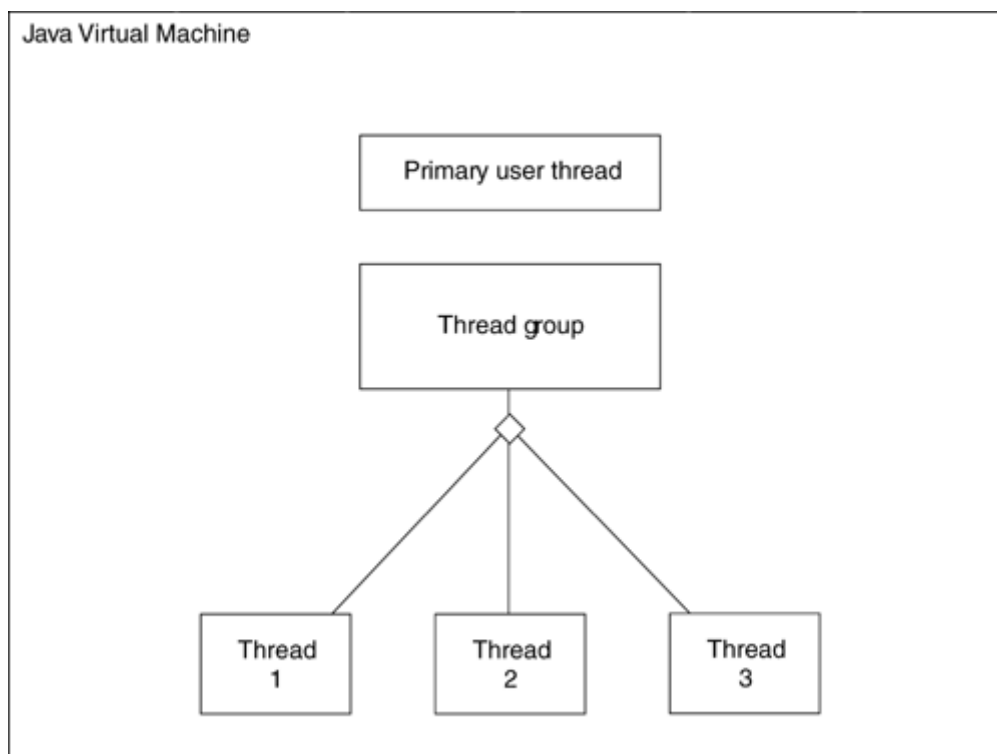 Java Virtual Machine
Primary user thread
Thread group
Thread
1
Thread
2
Thread
3